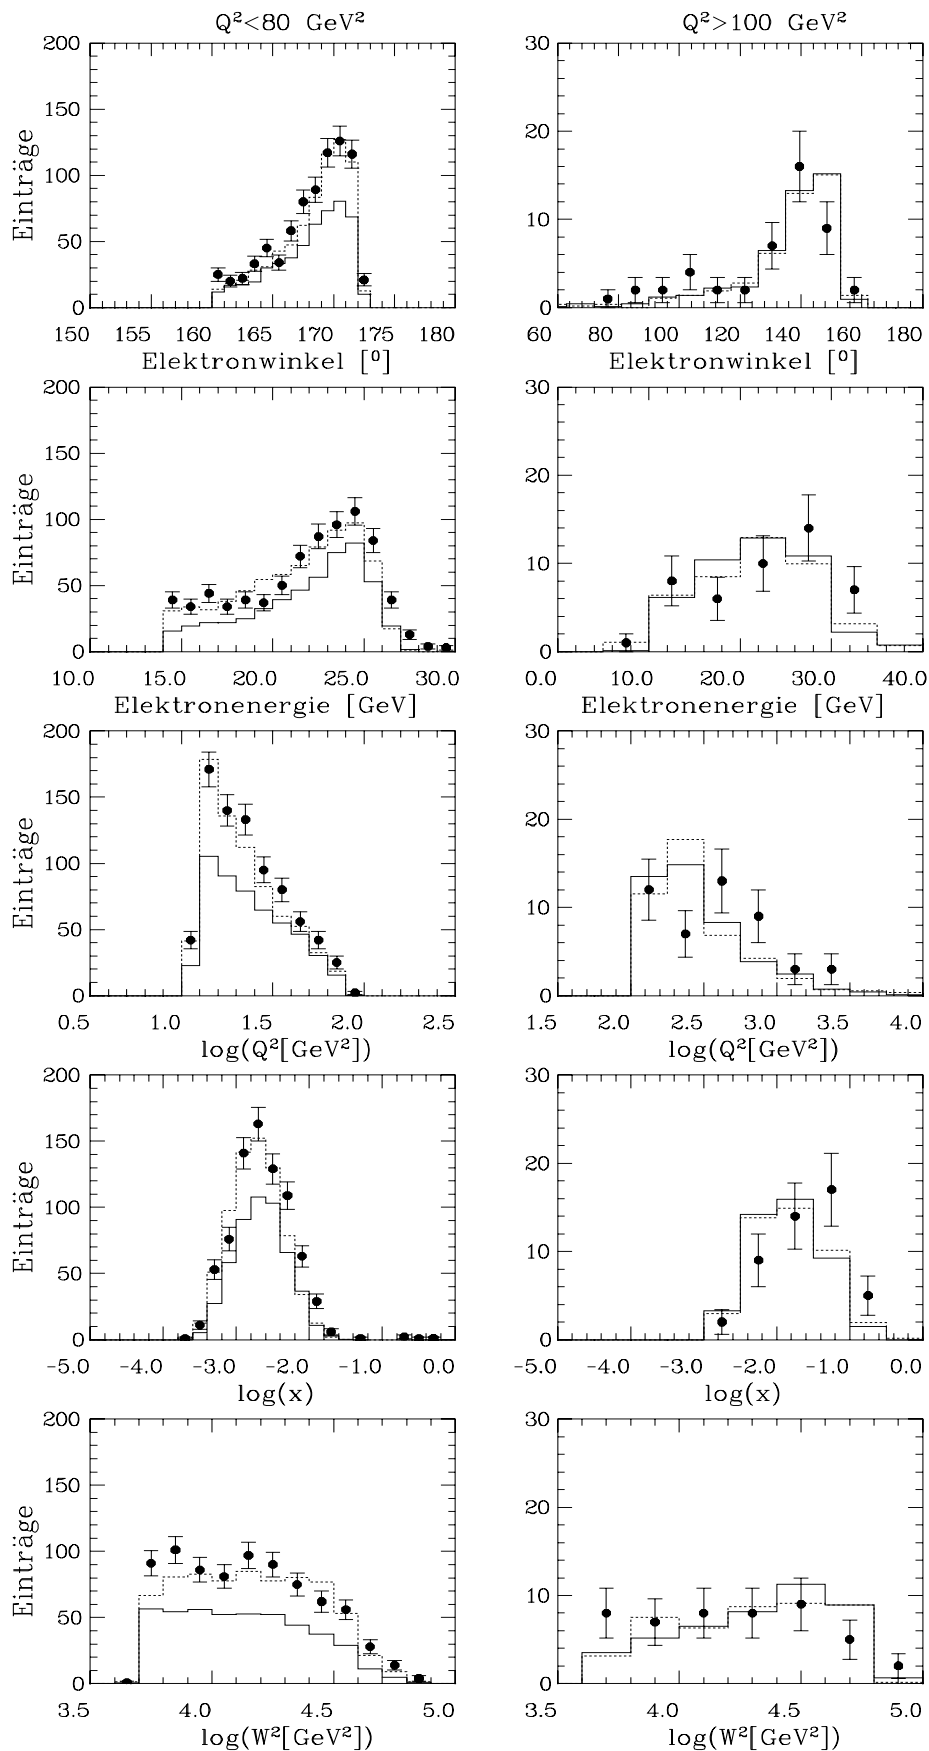 Q²<80 GeV² Q²>100 GeV²
200 30
150
Einträge 20
100
10
50
0 0
150 155 160 165 170 175 180 60 80 100 120 140 160 180
Elektronwinkel [⁰] Elektronwinkel [⁰]
200 30
150
Einträge Einträge 20
100
10
50
0 0
10.0 15.0 20.0 25.0 30.0 0.0 10.0 20.0 30.0 40.0
Elektronenergie [GeV] Elektronenergie [GeV]
200 30
150
Einträge 20
100
10
50
0 0
0.5 1.0 1.5 2.0 2.5 1.5 2.0 2.5 3.0 3.5 4.0
log(Q²[GeV²]) log(Q²[GeV²])
200 30
150
Einträge 20
100
10
50
0 0
-5.0 -4.0 -3.0 -2.0 -1.0 0.0 -5.0 -4.0 -3.0 -2.0 -1.0 0.0
log(x) log(x)
200 30
150
Einträge 20
100
10
50
0 0
3.5 4.0 4.5 5.0 3.5 4.0 4.5 5.0
log(W²[GeV²]) log(W²[GeV²])